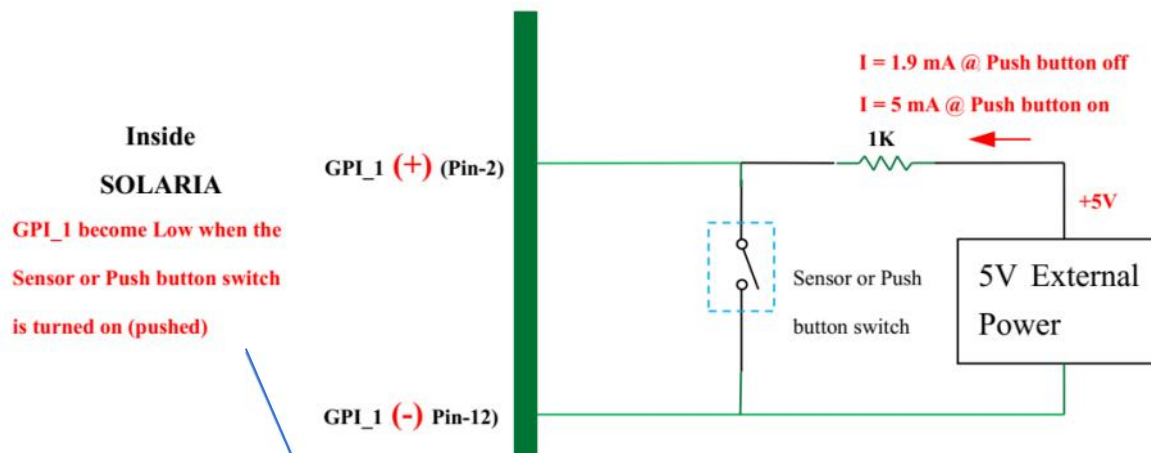 I = 1.9 mA @ Push button off
I = 5 mA @ Push button on
1K
Inside
SOLARIA
GPI_1 (+) (Pin-2)
+5V
GPI_1 become Low when the
Sensor or Push button switch
is turned on (pushed)
Sensor or Push
button switch
5V External
Power
GPI_1 (-) Pin-12)